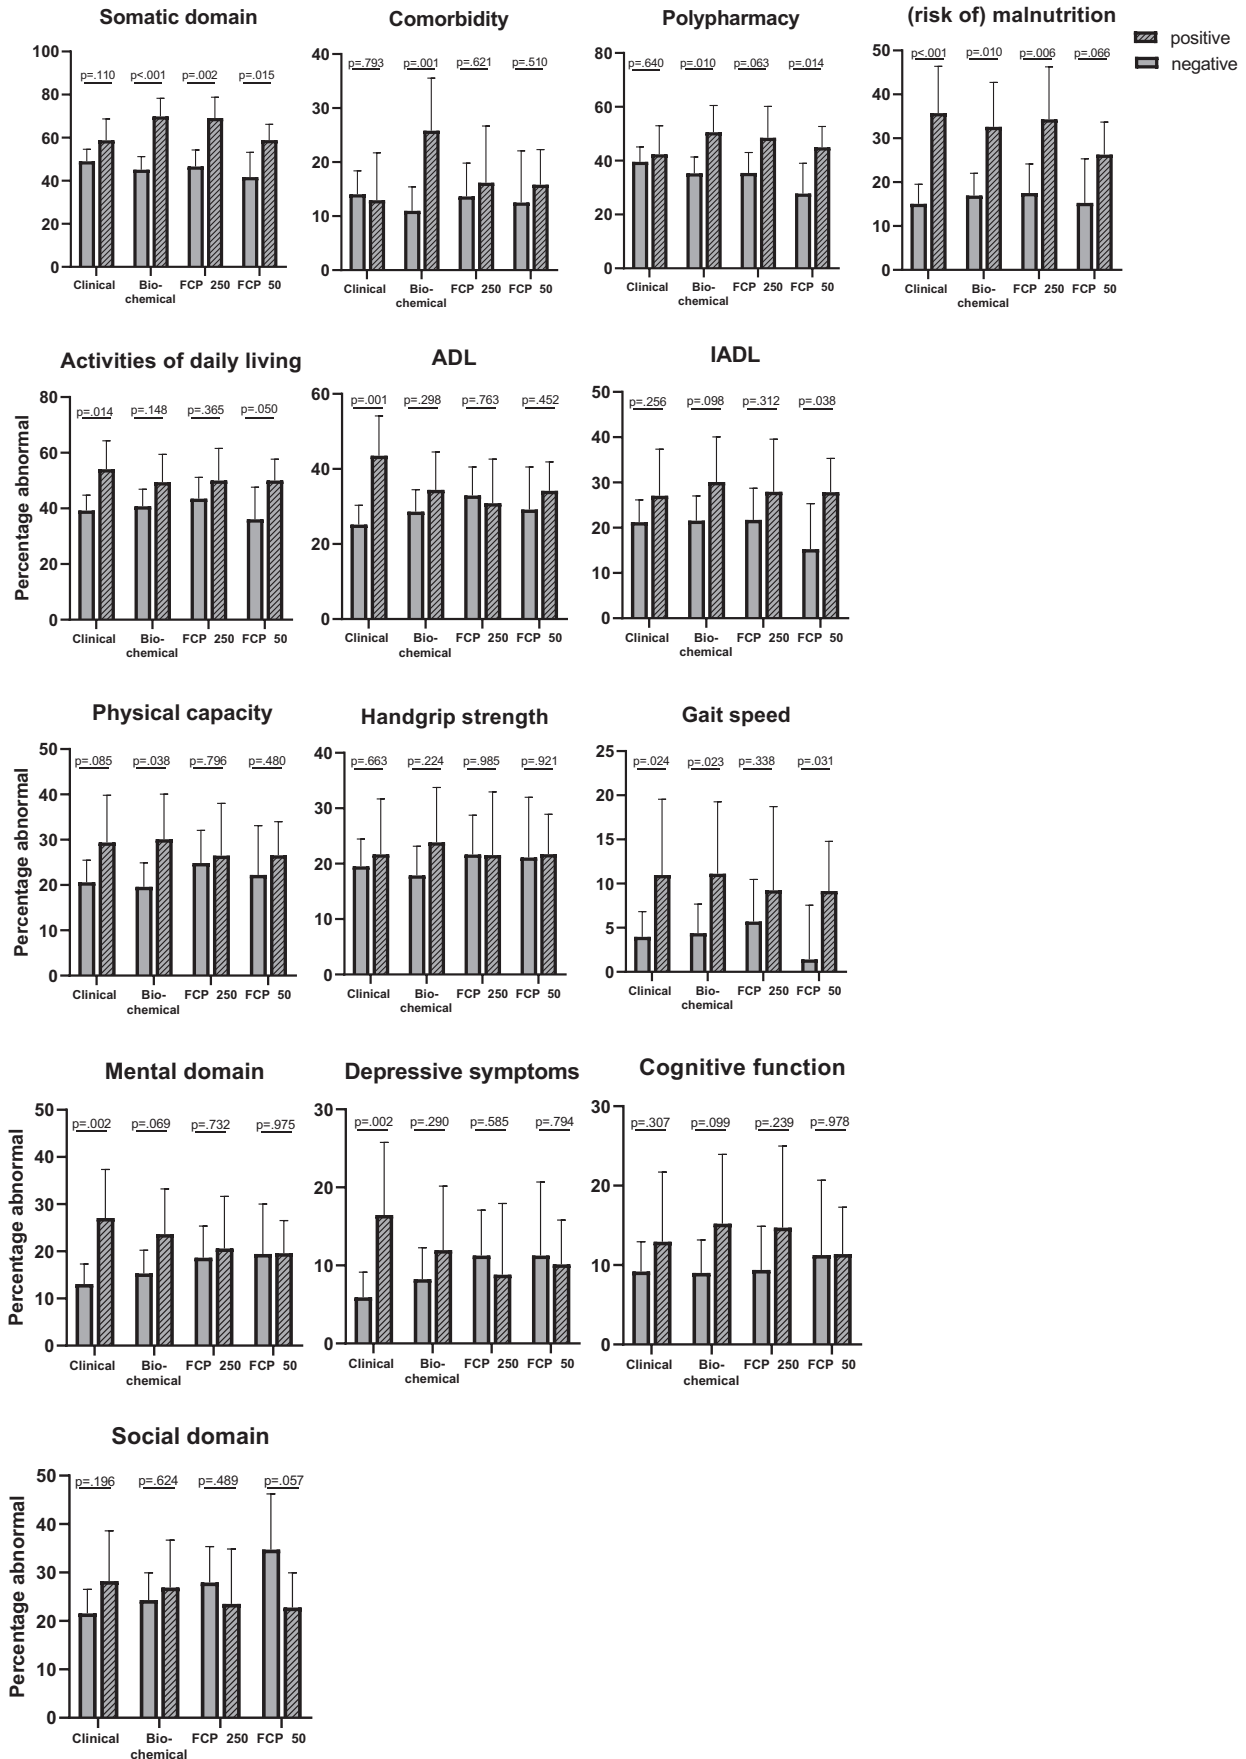 Somatic domain
100
80
60
40
20
0
p=.110 p<.001 p=.002 p=.015
Clinical Bio- FCP 250 FCP 50
chemical
Comorbidity
40
30
20
10
0
p=.793 p=.001 p=.621 p=.510
Clinical Bio- FCP 250 FCP 50
chemical
Polypharmacy
80
60
40
20
0
p=.640 p=.010 p=.063 p=.014
Clinical Bio- FCP 250 FCP 50
chemical
(risk of) malnutrition
50
40
30
20
10
0
p<.001 p=.010 p=.006 p=.066
Clinical Bio- FCP 250 FCP 50
chemical
positive
negative
Activities of daily living
Percentage abnormal
80
60
40
20
0
p=.014 p=.148 p=.365 p=.050
Clinical Bio- FCP 250 FCP 50
chemical
ADL
60
40
20
0
p=.001 p=.298 p=.763 p=.452
Clinical Bio- FCP 250 FCP 50
chemical
IADL
50
40
30
20
10
0
p=.256 p=.098 p=.312 p=.038
Clinical Bio- FCP 250 FCP 50
chemical
Physical capacity
Percentage abnormal
50
40
30
20
10
0
p=.085 p=.038 p=.796 p=.480
Clinical Bio- FCP 250 FCP 50
chemical
Handgrip strength
40
30
20
10
0
p=.663 p=.224 p=.985 p=.921
Clinical Bio- FCP 250 FCP 50
chemical
Gait speed
25
20
15
10
5
0
p=.024 p=.023 p=.338 p=.031
Clinical Bio- FCP 250 FCP 50
chemical
Mental domain
Percentage abnormal
50
40
30
20
10
0
p=.002 p=.069 p=.732 p=.975
Clinical Bio- FCP 250 FCP 50
chemical
Depressive symptoms
30
20
10
0
p=.002 p=.290 p=.585 p=.794
Clinical Bio- FCP 250 FCP 50
chemical
Cognitive function
30
20
10
0
p=.307 p=.099 p=.239 p=.978
Clinical Bio- FCP 250 FCP 50
chemical
Social domain
Percentage abnormal
50
40
30
20
10
0
p=.196 p=.624 p=.489 p=.057
Clinical Bio- FCP 250 FCP 50
chemical